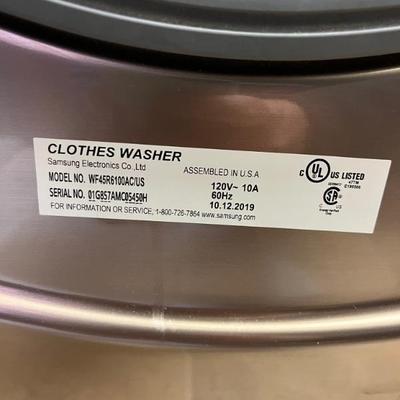 CLOTHES WASHER
Samsung Electronics Co.,Ltd
ASSEMBLED IN U.S.A
MODEL NO. WF45R6100AC/US
120V~ 10A
SERIAL NO. 01G857AMC05450H
60Hz
10.12.2019
FOR INFORMATION OR SERVICE: 1-800-726-7864 www.samsung.com
C UL US LISTED
C US